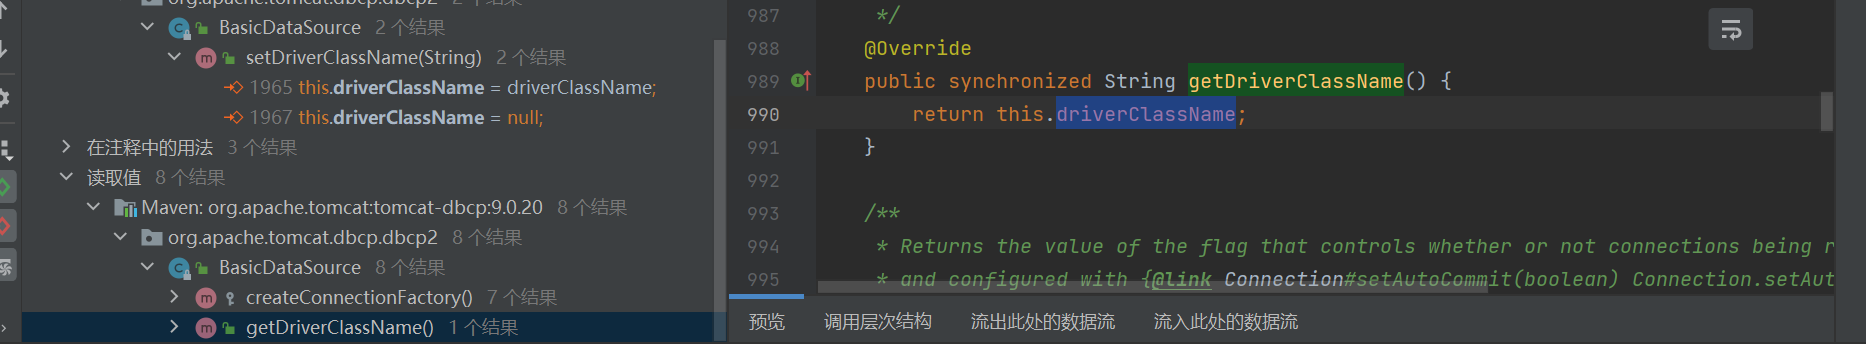 org.apache.tomcat.dbcp.dbcp2 2 个结果
BasicDataSource 2 个结果
setDriverClassName(String) 2 个结果
1965 this.driverClassName = driverClassName;
1967 this.driverClassName = null;
在注释中的用法 3 个结果
读取值 8 个结果
Maven: org.apache.tomcat:tomcat-dbcp:9.0.20 8 个结果
org.apache.tomcat.dbcp.dbcp2 8 个结果
BasicDataSource 8 个结果
createConnectionFactory() 7 个结果
getDriverClassName() 1 个结果
987 */
988 @Override
989 public synchronized String getDriverClassName() {
990 return this.driverClassName;
991 }
992
993 /**
994 * Returns the value of the flag that controls whether or not connections being r
995 * and configured with {@link Connection#setAutoCommit(boolean) Connection.setAut
预览 调用层次结构 流出此处的数据流 流入此处的数据流